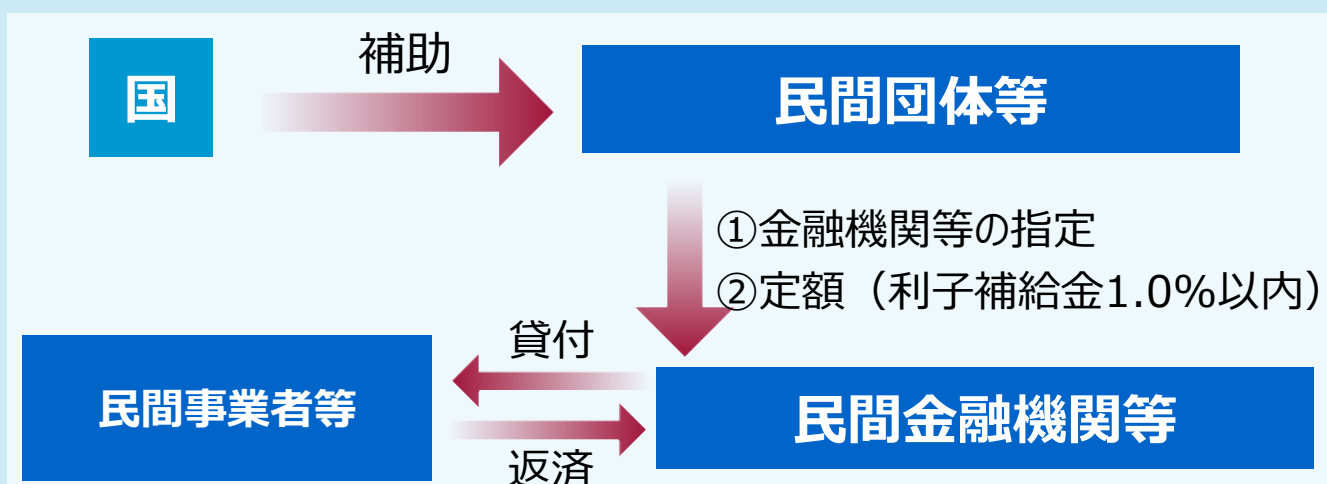 補助
国
民間団体等
①金融機関等の指定
②定額（利子補給金1.0%以内）
貸付
民間事業者等
民間金融機関等
返済